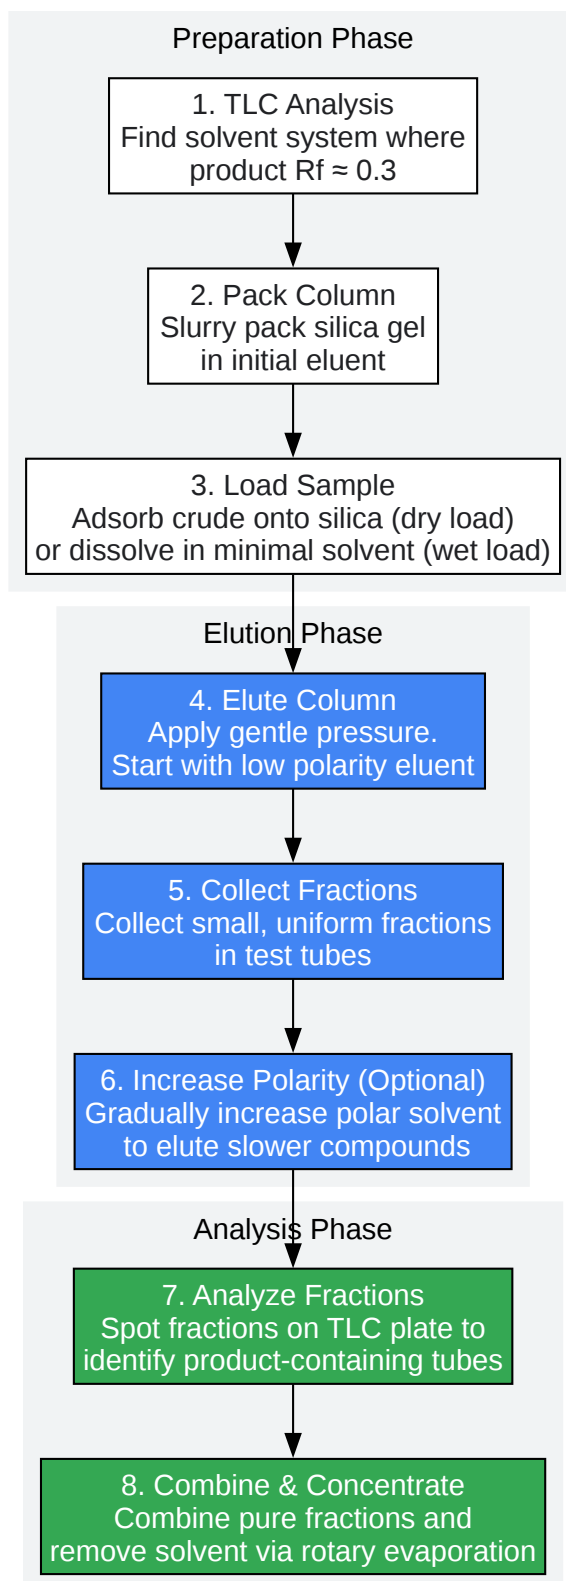 Preparation Phase
1. TLC Analysis
Find solvent system where
product Rf ≈ 0.3
2. Pack Column
Slurry pack silica gel
in initial eluent
3. Load Sample
Adsorb crude onto silica (dry load)
or dissolve in minimal solvent (wet load)
Elution Phase
4. Elute Column
Apply gentle pressure.
Start with low polarity eluent
5. Collect Fractions
Collect small, uniform fractions
in test tubes
6. Increase Polarity (Optional)
Gradually increase polar solvent
to elute slower compounds
Analysis Phase
7. Analyze Fractions
Spot fractions on TLC plate to
identify product-containing tubes
8. Combine & Concentrate
Combine pure fractions and
remove solvent via rotary evaporation